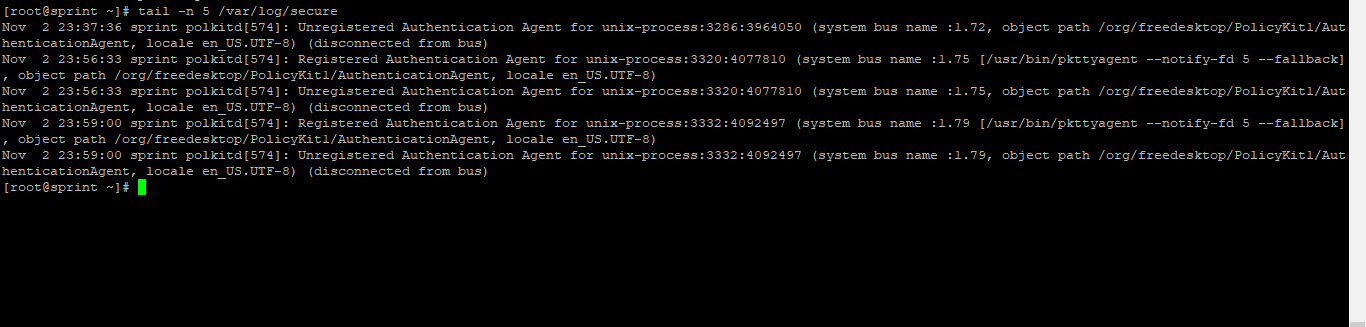 [root@sprint ~]# tail -n 5 /var/log/secure
Nov  2 23:37:36 sprint polkitd[574]: Unregistered Authentication Agent for unix-process:3286:3964050 (system bus name :1.72, object path /org/freedesktop/PolicyKit1/Aut
henticationAgent, locale en_US.UTF-8) (disconnected from bus)
Nov  2 23:56:33 sprint polkitd[574]: Registered Authentication Agent for unix-process:3320:4077810 (system bus name :1.75 [/usr/bin/pkttyagent --notify-fd 5 --fallback]
, object path /org/freedesktop/PolicyKit1/AuthenticationAgent, locale en_US.UTF-8)
Nov  2 23:56:33 sprint polkitd[574]: Unregistered Authentication Agent for unix-process:3320:4077810 (system bus name :1.75, object path /org/freedesktop/PolicyKit1/Aut
henticationAgent, locale en_US.UTF-8) (disconnected from bus)
Nov  2 23:59:00 sprint polkitd[574]: Registered Authentication Agent for unix-process:3332:4092497 (system bus name :1.79 [/usr/bin/pkttyagent --notify-fd 5 --fallback]
, object path /org/freedesktop/PolicyKit1/AuthenticationAgent, locale en_US.UTF-8)
Nov  2 23:59:00 sprint polkitd[574]: Unregistered Authentication Agent for unix-process:3332:4092497 (system bus name :1.79, object path /org/freedesktop/PolicyKit1/Aut
henticationAgent, locale en_US.UTF-8) (disconnected from bus)
[root@sprint ~]#